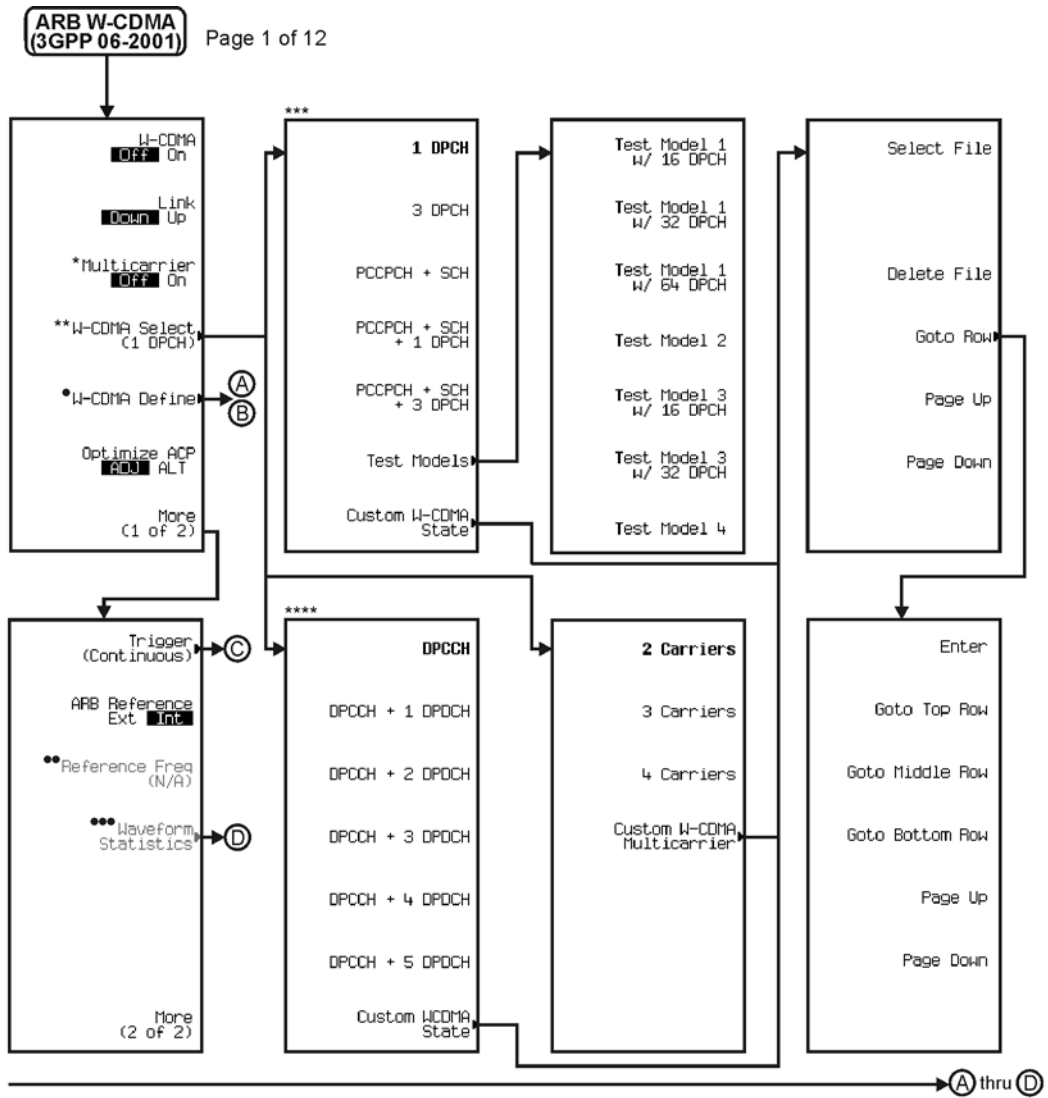 ARB W-CDMA
(3GPP 06-2001)
Page 1 of 12
W-CDMA
Off On
Link
Down Up
*Multicarrier
Off On
**W-CDMA Select
(1 DPCH)
●W-CDMA Define
A
B
Optimize ACP
ADJ ALT
More
(1 of 2)
***
1 DPCH
3 DPCH
PCCPCH + SCH
PCCPCH + SCH
+ 1 DPCH
PCCPCH + SCH
+ 3 DPCH
Test Models
Custom W-CDMA
State
Test Model 1
w/ 16 DPCH
Test Model 1
w/ 32 DPCH
Test Model 1
w/ 64 DPCH
Test Model 2
Test Model 3
w/ 16 DPCH
Test Model 3
w/ 32 DPCH
Test Model 4
Select File
Delete File
Goto Row
Page Up
Page Down
Trigger
(Continuous)
C
ARB Reference
Ext Int
●●Reference Freq
(N/A)
●●●Waveform
Statistics
D
More
(2 of 2)
****
DPCCH
DPCCH + 1 DPDCH
DPCCH + 2 DPDCH
DPCCH + 3 DPDCH
DPCCH + 4 DPDCH
DPCCH + 5 DPDCH
Custom WCDMA
State
2 Carriers
3 Carriers
4 Carriers
Custom W-CDMA
Multicarrier
Enter
Goto Top Row
Goto Middle Row
Goto Bottom Row
Page Up
Page Down
A thru D